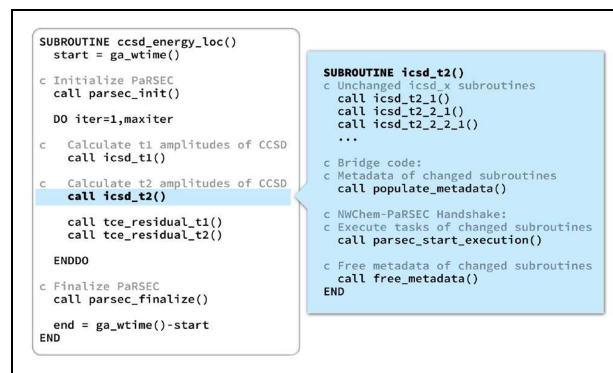 SUBROUTINE ccsd_energy_loc()
start = ga_wtime()
c Initialize PaRSEC
call parsec_init()
DO iter=1,maxiter
c Calculate t1 amplitudes of CCSD
call icsd_t1()
c Calculate t2 amplitudes of CCSD
call icsd_t2()
call tce_residual_t1()
call tce_residual_t2()
ENDDO
c Finalize PaRSEC
call parsec_finalize()
end = ga_wtime()-start
END
SUBROUTINE icsd_t2()
c Unchanged icsd_x subroutines
call icsd_t2_1()
call icsd_t2_2_1()
call icsd_t2_2_2_1()
...
c Bridge code:
c Metadata of changed subroutines
call populate_metadata()
c NWChem-PaRSEC Handshake:
c Execute tasks of changed subroutines
call parsec_start_execution()
c Free metadata of changed subroutines
call free_metadata()
END